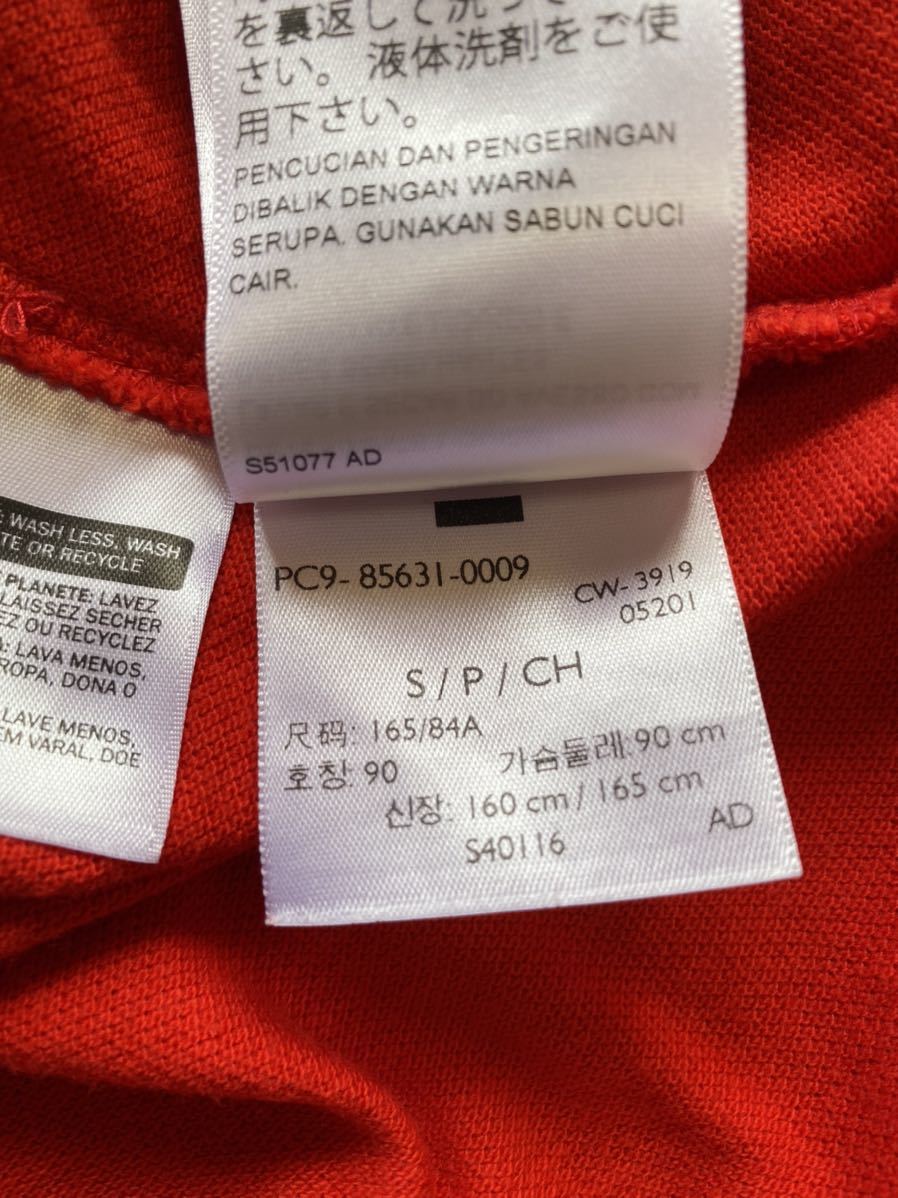 を裏返して洗
さい。液体洗剤をご使
用下さい。
PENCUCIAN DAN PENGERINGAN
DIBALIK DENGAN WARNA
SERUPA. GUNAKAN SABUN CUCI
CAIR.
S51077 AD
WASH LESS, WASH
OR RECYCLE
PLANETE: LAVEZ
LAISSEZ SECHER
OU RECYCLEZ
LAVA MENOS,
ROPA, DONA O
LAVE MENOS,
VARAL, DOE
PC9- 85631-0009
CW-3919
05201
S / P / CH
尺码: 165/84A
호칭: 90 가슴둘레:90 cm
신장: 160 cm / 165 cm
S40116 AD